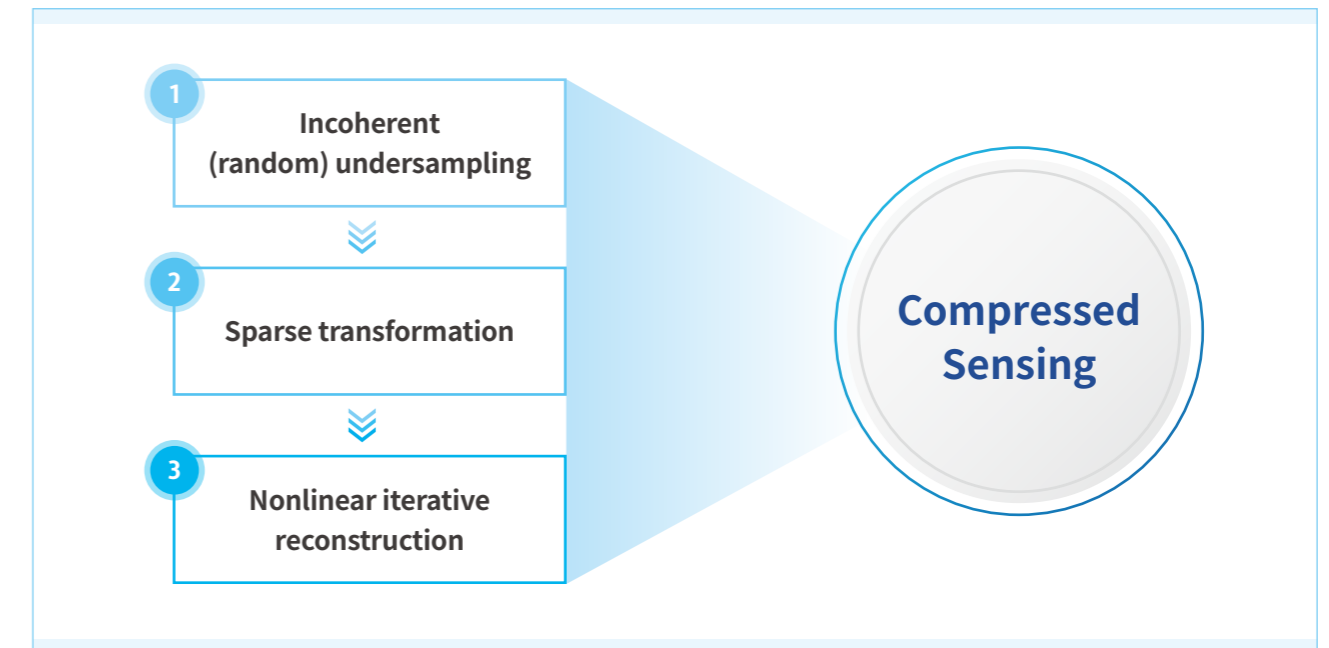 1
Incoherent
(random) undersampling
2
Sparse transformation
3
Nonlinear iterative
reconstruction
Compressed
Sensing